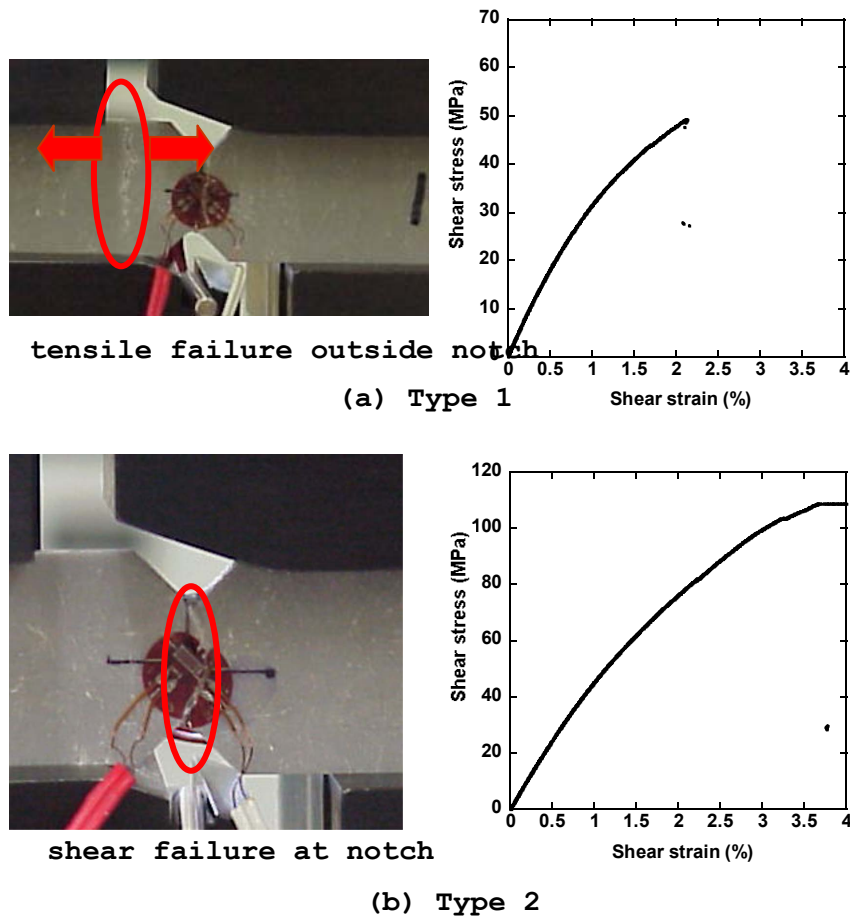 70
60
50
40
30
20
10
0
Shear stress (MPa)
0 0.5 1 1.5 2 2.5 3 3.5 4
Shear strain (%)
tensile failure outside notch
(a) Type 1
120
100
80
60
40
20
0
Shear stress (MPa)
0 0.5 1 1.5 2 2.5 3 3.5 4
Shear strain (%)
shear failure at notch
(b) Type 2